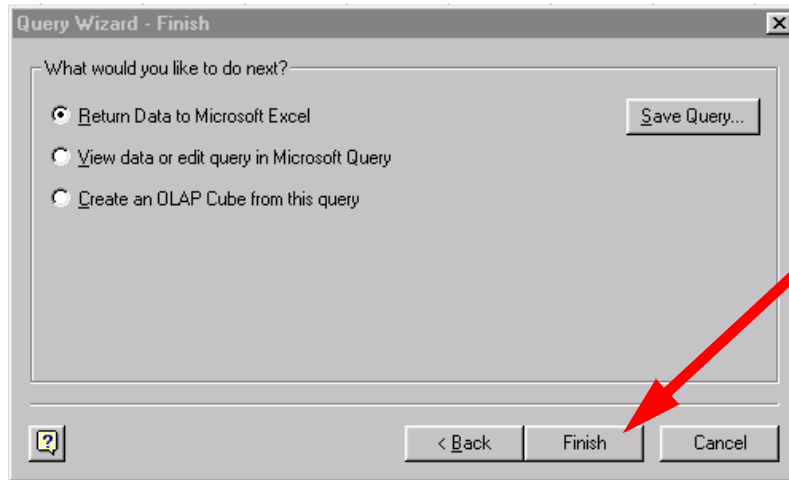 Query Wizard - Finish
What would you like to do next?
Return Data to Microsoft Excel
Save Query...
View data or edit query in Microsoft Query
Create an OLAP Cube from this query
< Back
Finish
Cancel